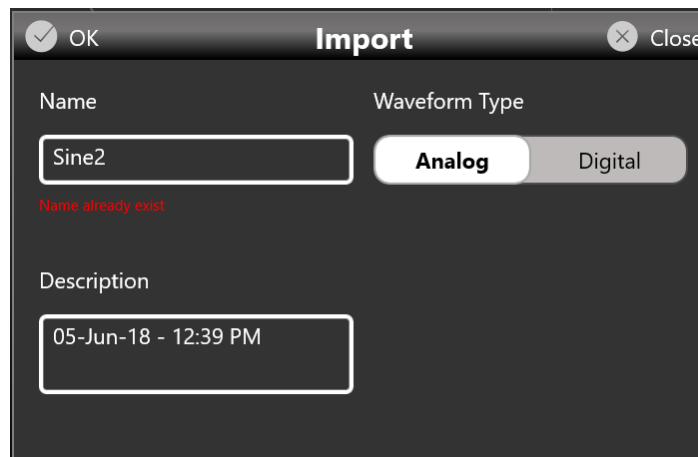 OK Import Close
Name Waveform Type
Sine2 Analog Digital
Name already exist
Description
05-Jun-18 - 12:39 PM